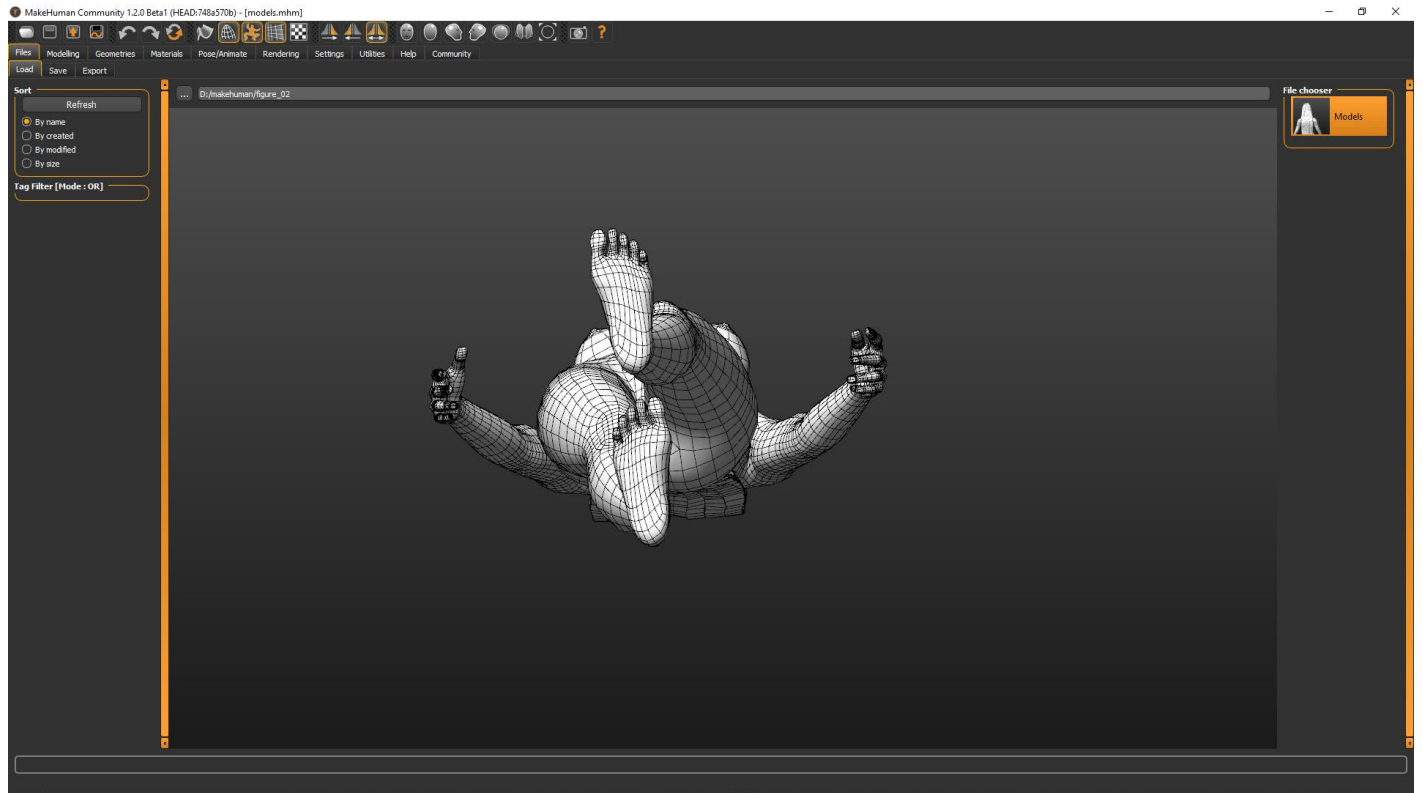 MakeHuman Community 1.2.0 Beta1 (HEAD:748a570b) - [models.mhm]
Files Modelling Geometries Materials Pose/Animate Rendering Settings Utilities Help Community
Load Save Export
Sort
Refresh
By name
By created
By modified
By size
Tag Filter [Mode : OR]
... D:/makehuman/figure_02
File chooser
Models